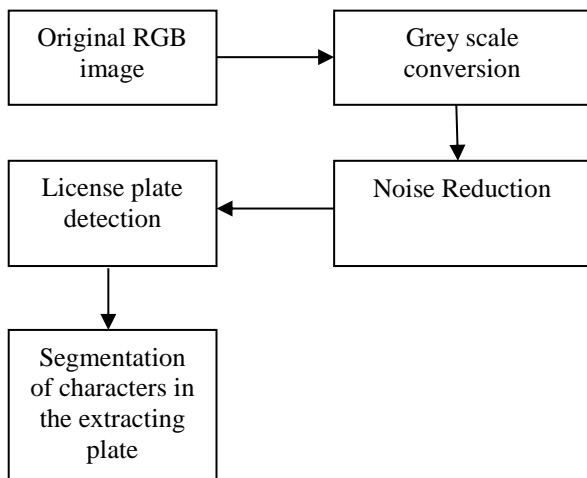 Original RGB
image
Grey scale
conversion
Noise Reduction
License plate
detection
Segmentation
of characters in
the extracting
plate